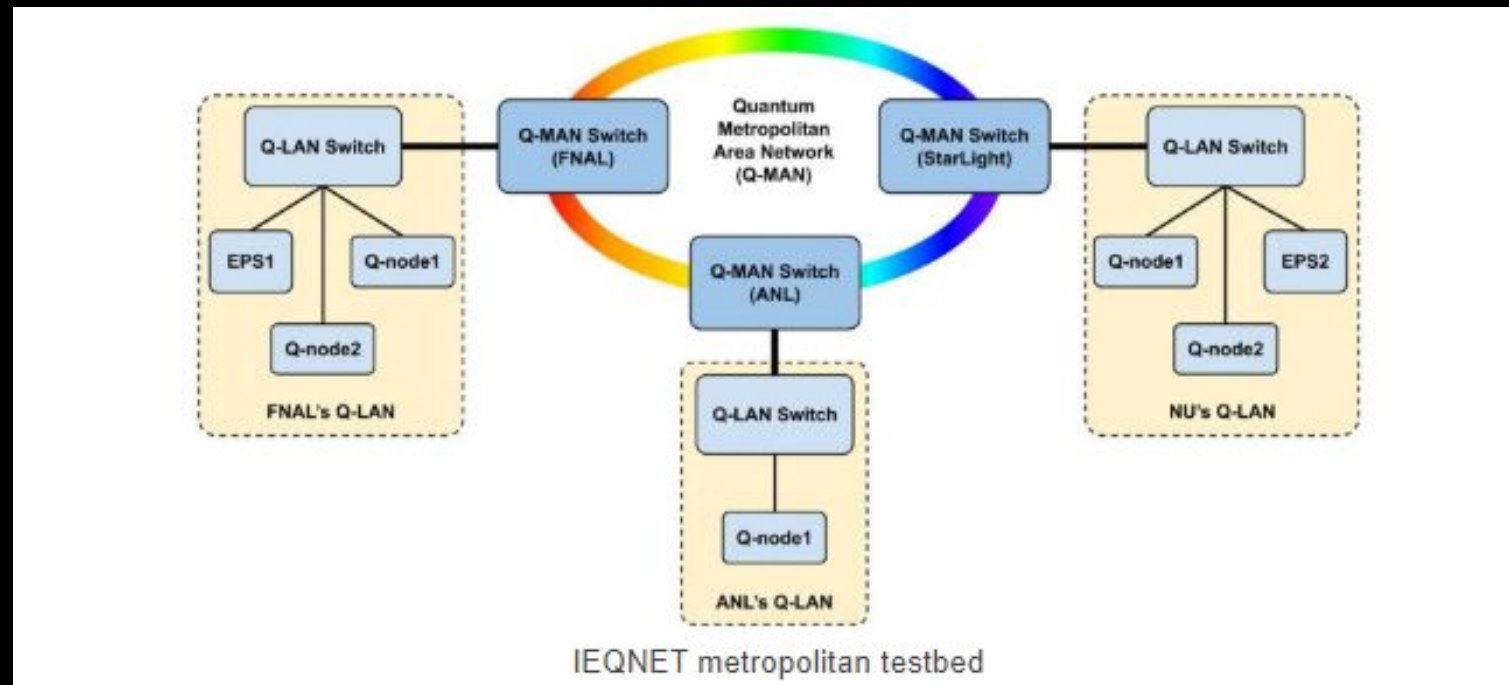 Quantum
Metropolitan
Area Network
(Q-MAN)
Q-LAN Switch
Q-MAN Switch
(FNAL)
Q-MAN Switch
(StarLight)
Q-LAN Switch
EPS1
Q-node1
Q-node2
FNAL's Q-LAN
Q-MAN Switch
(ANL)
Q-LAN Switch
Q-node1
ANL's Q-LAN
Q-node1
EPS2
Q-node2
NU's Q-LAN
IEQNET metropolitan testbed